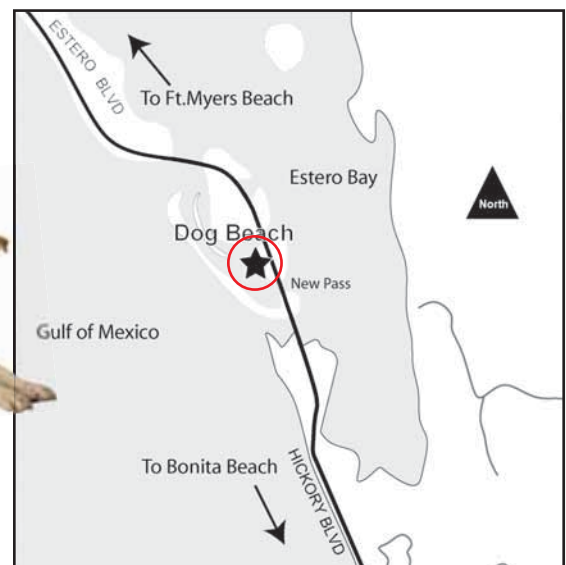 ESTERO BLVD
To Ft.Myers Beach
Estero Bay
North
Dog Beach
New Pass
Gulf of Mexico
To Bonita Beach
HICKORY BLVD